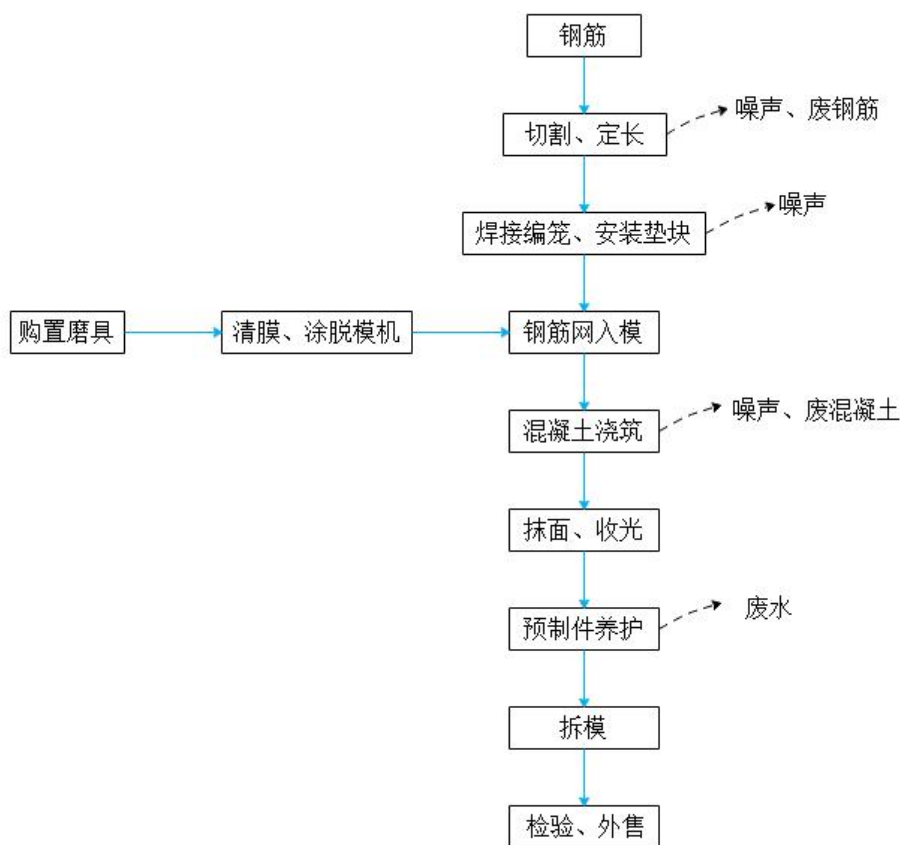 钢筋
切割、定长
噪声、废钢筋
焊接编笼、安装垫块
噪声
购置磨具
清膜、涂脱模机
钢筋网入模
混凝土浇筑
噪声、废混凝土
抹面、收光
预制件养护
废水
拆模
检验、外售